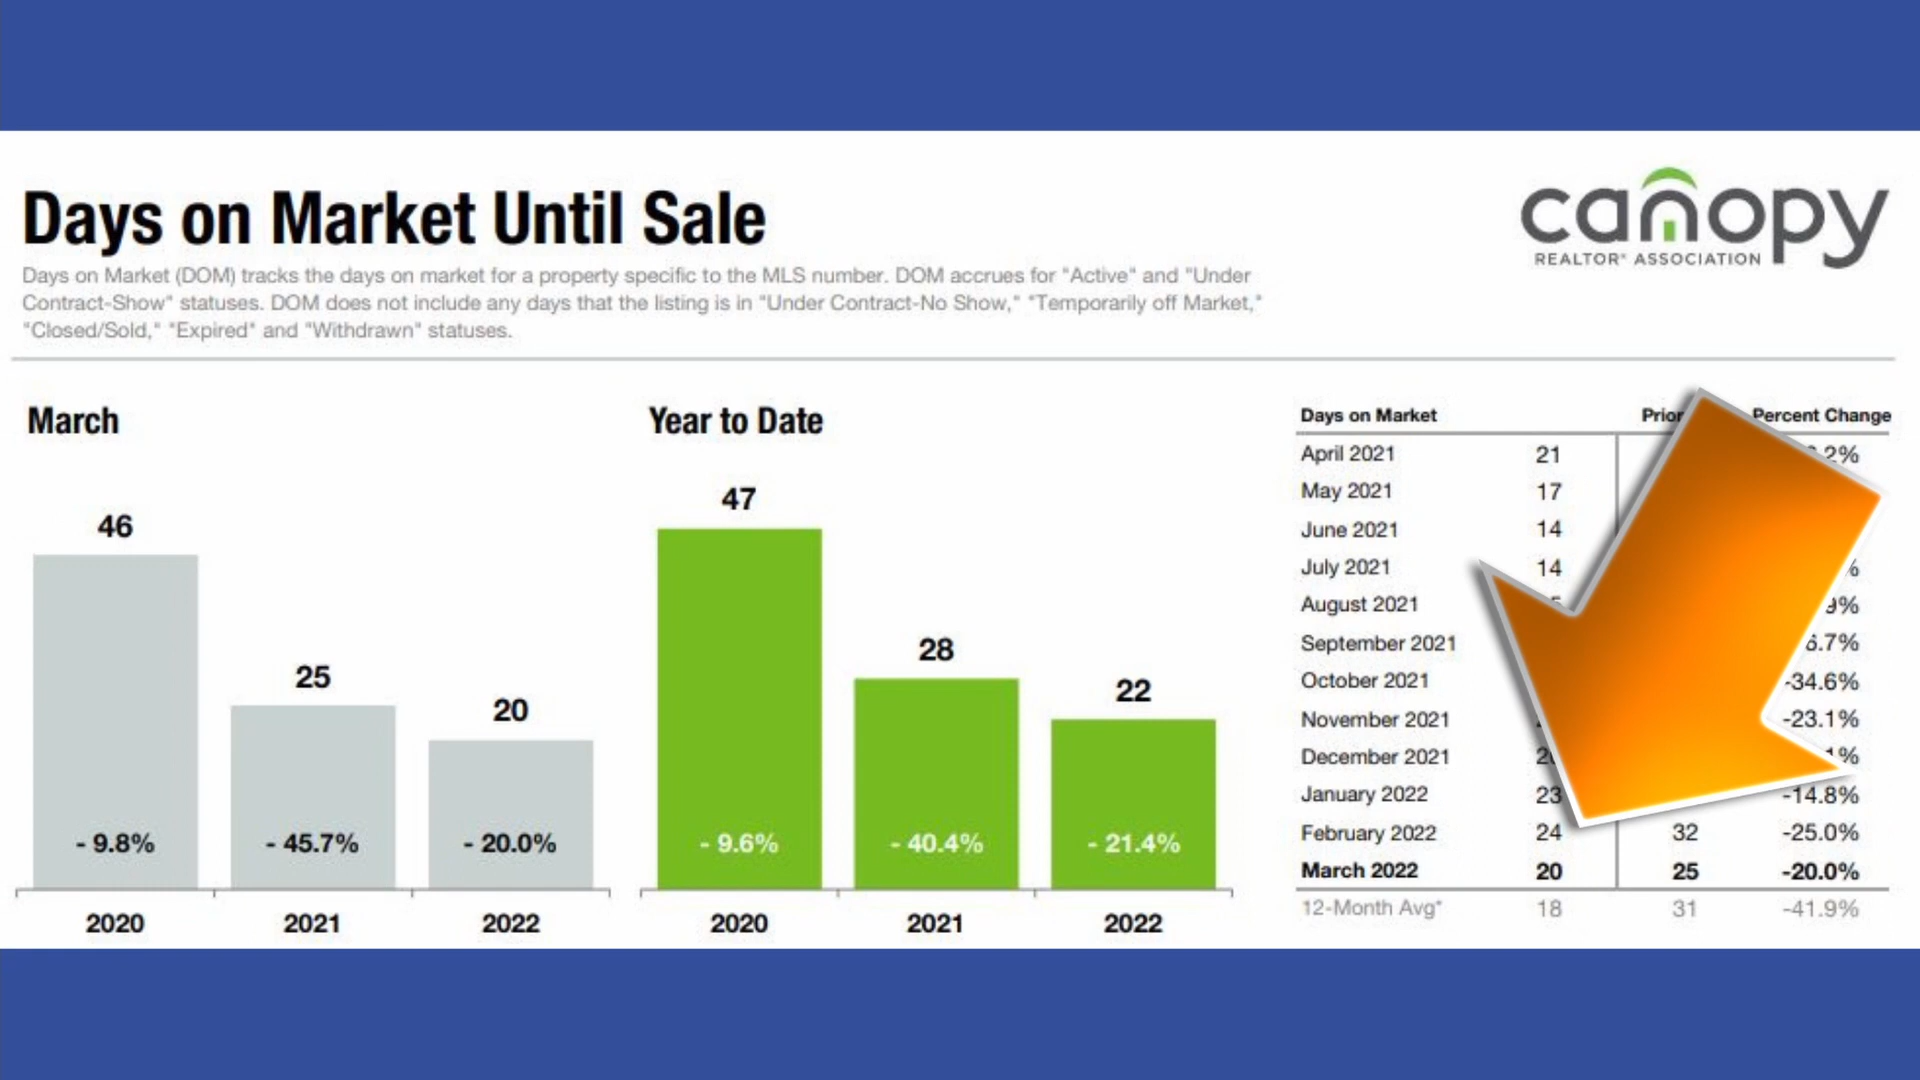 Days on Market Until Sale
canopy
REALTOR® ASSOCIATION
Days on Market (DOM) tracks the days on market for a property specific to the MLS number. DOM accrues for "Active" and "Under
Contract-Show" statuses. DOM does not include any days that the listing is in "Under Contract-No Show," "Temporarily off Market,"
"Closed/Sold," "Expired" and "Withdrawn" statuses.
March
46
25
20
- 9.8%
- 45.7%
- 20.0%
2020
2021
2022
Year to Date
47
28
22
- 9.6%
- 40.4%
- 21.4%
2020
2021
2022
Days on Market Percent Change
April 2021 21
May 2021 17
June 2021 14
July 2021 14
August 2021
September 2021
October 2021 -34.6%
November 2021 -23.1%
December 2021
January 2022 23 -14.8%
February 2022 24 32 -25.0%
March 2022 20 25 -20.0%
12-Month Avg* 18 31 -41.9%